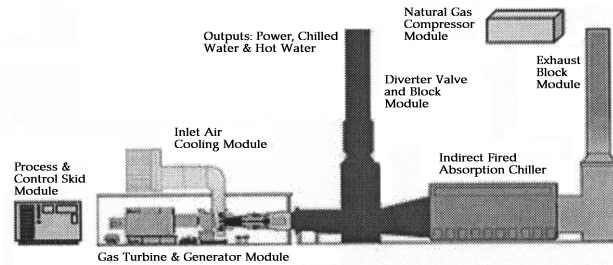 Natural Gas
Compressor
Module
Outputs: Power, Chilled
Water & Hot Water
Exhaust
Block
Module
Diverter Valve
and Block
Module
Inlet Air
Cooling Module
Indirect Fired
Absorption Chiller
Process &
Control Skid
Module
Gas Turbine & Generator Module